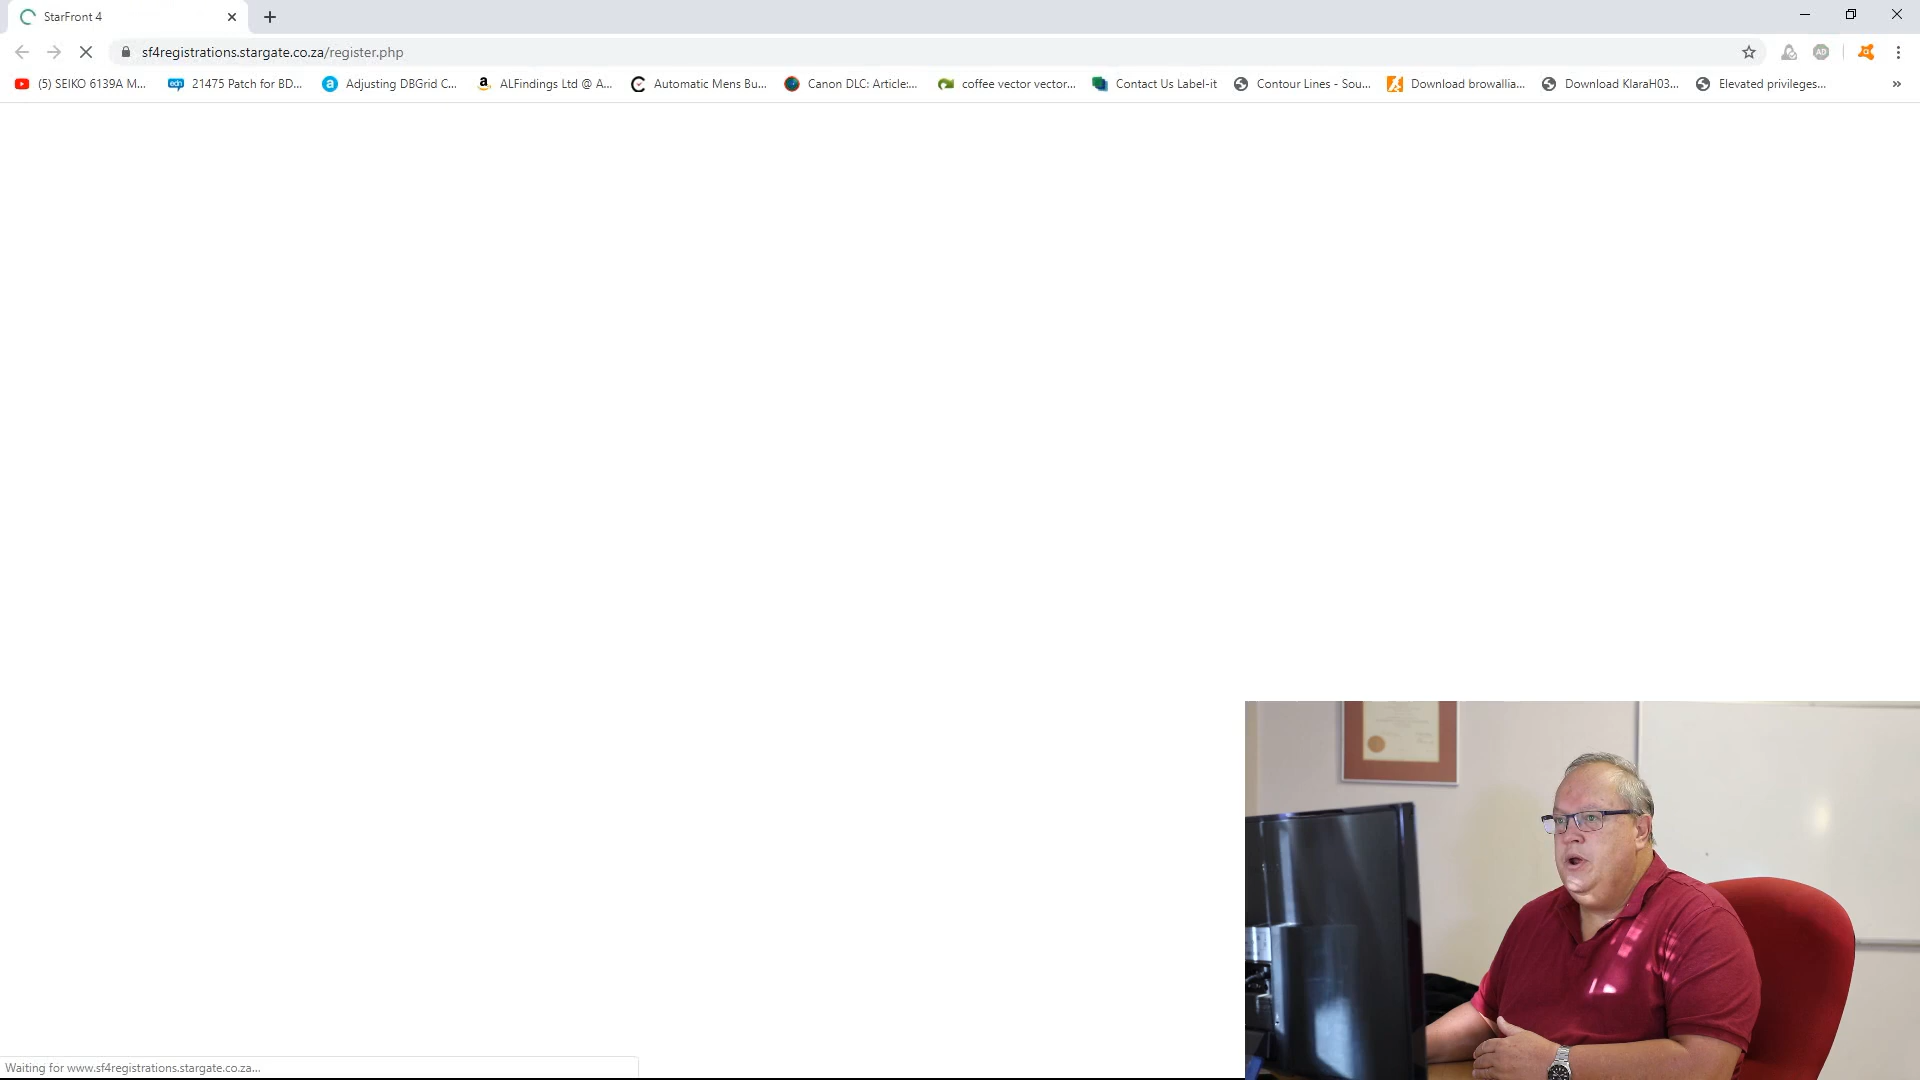 StarFront 4
sf4registrations.stargate.co.za/register.php
(5) SEIKO 6139A M...
edn 21475 Patch for BD...
a Adjusting DBGrid C...
a ALFindings Ltd @ A...
Automatic Mens Bu...
Canon DLC: Article:...
coffee vector vector...
Contact Us Label-it
Contour Lines - Sou...
Download browallia...
Download KlaraH03...
Elevated privileges...
»
AD
Waiting for www.sf4registrations.stargate.co.za...